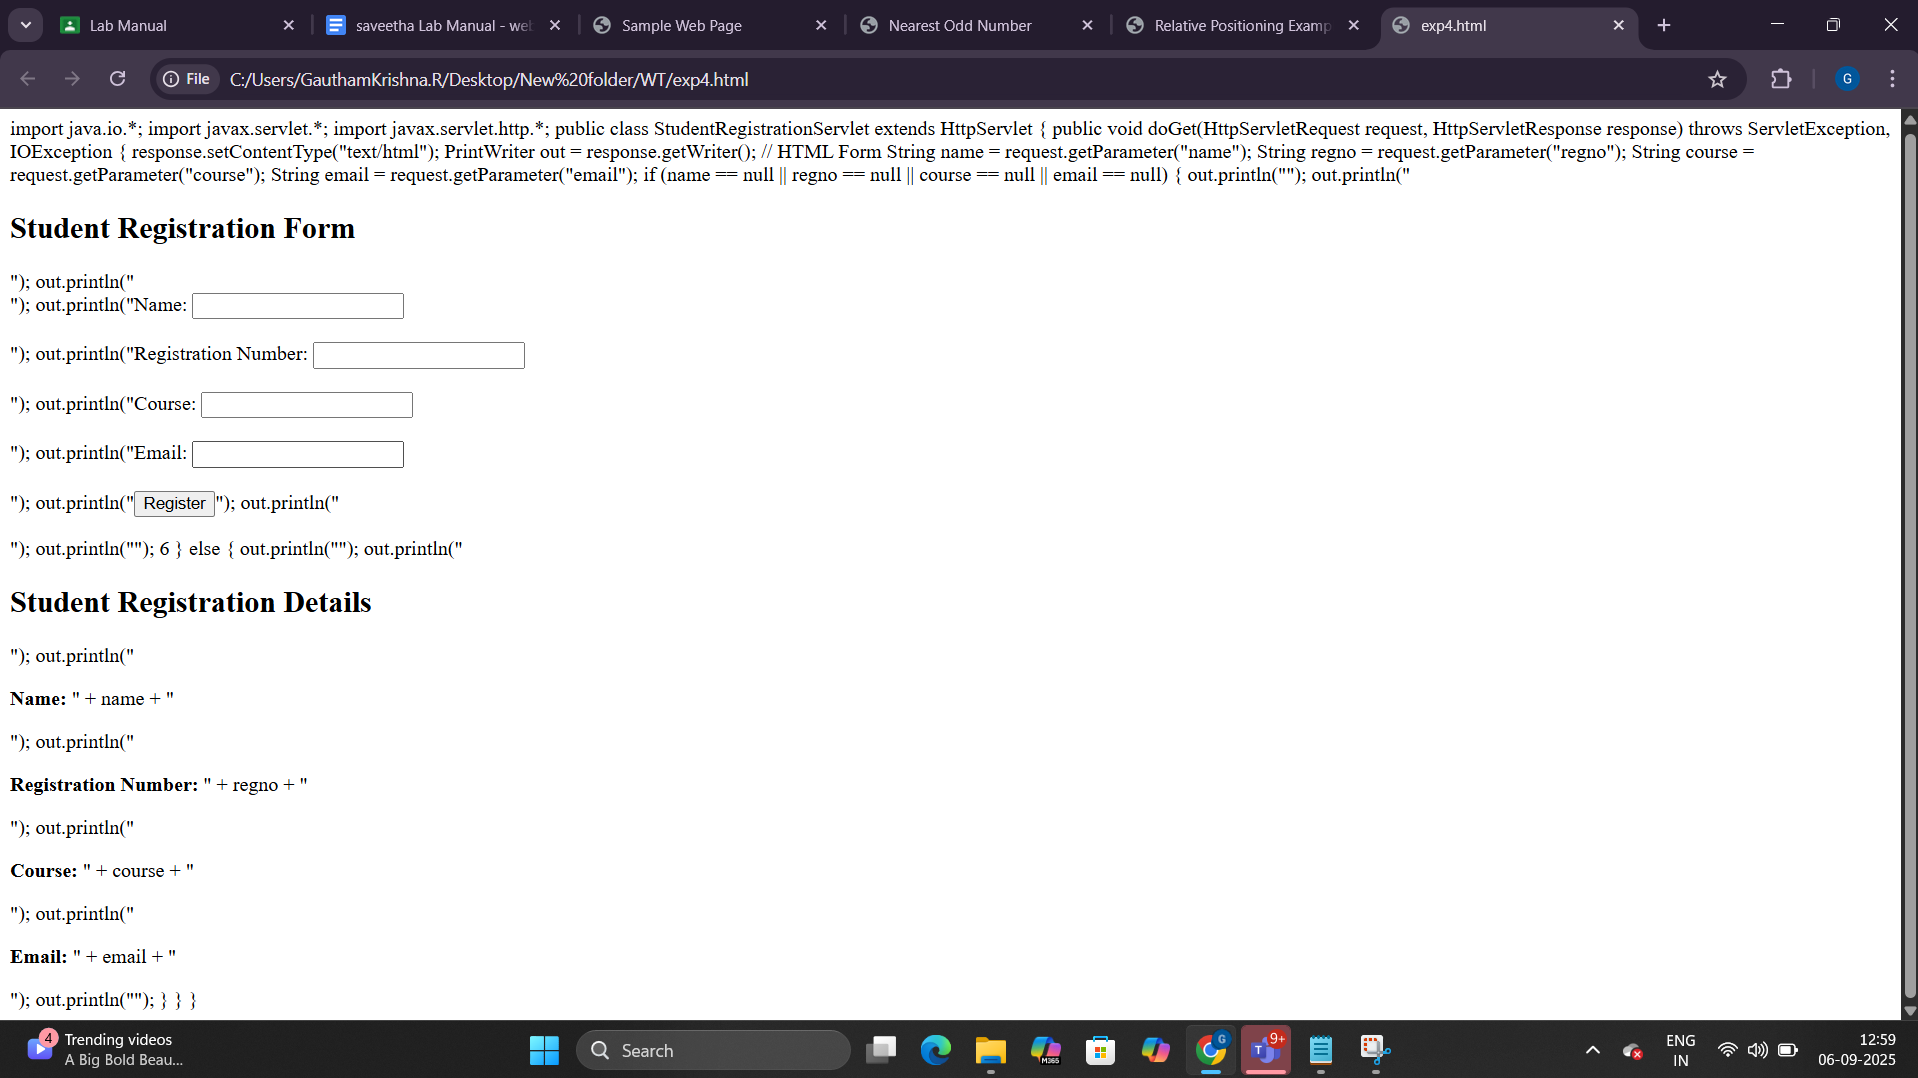 Lab Manual
saveetha Lab Manual - we
Sample Web Page
Nearest Odd Number
Relative Positioning Examp
exp4.html
File
C:/Users/GauthamKrishna.R/Desktop/New%20folder/WT/exp4.html
G
import java.io.*; import javax.servlet.*; import javax.servlet.http.*; public class StudentRegistrationServlet extends HttpServlet { public void doGet(HttpServletRequest request, HttpServletResponse response) throws ServletException,
IOException { response.setContentType("text/html"); PrintWriter out = response.getWriter(); // HTML Form String name = request.getParameter("name"); String regno = request.getParameter("regno"); String course =
request.getParameter("course"); String email = request.getParameter("email"); if (name == null || regno == null || course == null || email == null) { out.println(""); out.println("
Student Registration Form
"); out.println("
"); out.println("Name:
"); out.println("Registration Number:
"); out.println("Course:
"); out.println("Email:
"); out.println("Register"); out.println("
"); out.println(""); 6 } else { out.println(""); out.println("
Student Registration Details
"); out.println("
Name: " + name + "
"); out.println("
Registration Number: " + regno + "
"); out.println("
Course: " + course + "
"); out.println("
Email: " + email + "
"); out.println(""); } } }
4
Trending videos
A Big Bold Beau...
Search
M365
G
T
9+
ENG
IN
12:59
06-09-2025